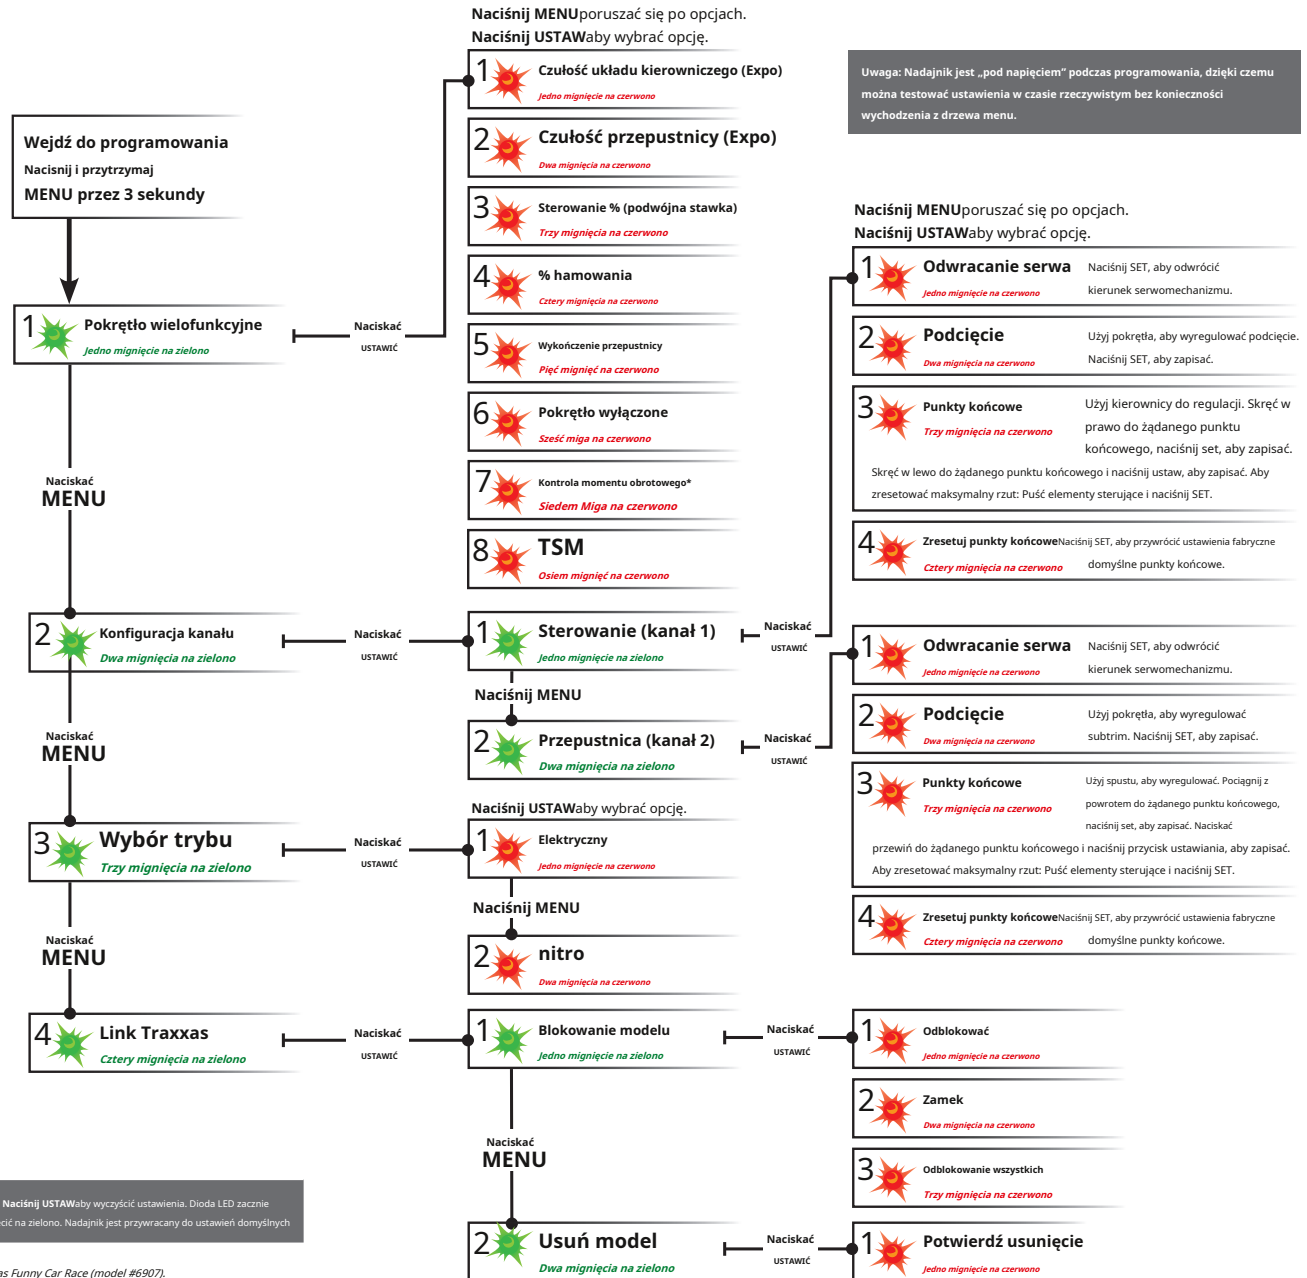 Naciśnij MENUporuszać się po opcjach.
Naciśnij USTAWaby wybrać opcję.
Wejdź do programowania
Nacisnij i przytrzymaj
MENU przez 3 sekundy
1 Pokrętło wielofunkcyjne
Jedno mignięcie na zielono
Naciskać
USTAWIĆ
1 Czułość układu kierowniczego (Expo)
Jedno mignięcie na czerwono
2 Czułość przepustnicy (Expo)
Dwa mignięcia na czerwono
3 Sterowanie % (podwójna stawka)
Trzy mignięcia na czerwono
4 % hamowania
Cztery mignięcia na czerwono
5 Wykończenie przepustnicy
Pięć mignięć na czerwono
6 Pokrętło wyłączone
Sześć miga na czerwono
7 Kontrola momentu obrotowego*
Siedem Miga na czerwono
8 TSM
Osiem mignięć na czerwono
Uwaga: Nadajnik jest „pod napięciem” podczas programowania, dzięki czemu
można testować ustawienia w czasie rzeczywistym bez konieczności
wychodzenia z drzewa menu.
Naciskać
MENU
2 Konfiguracja kanału
Dwa mignięcia na zielono
Naciskać
USTAWIĆ
1 Sterowanie (kanał 1)
Jedno mignięcie na zielono
Naciskać
USTAWIĆ
Naciśnij MENU
2 Przepustnica (kanał 2)
Dwa mignięcia na zielono
Naciskać
USTAWIĆ
Naciśnij MENUporuszać się po opcjach.
Naciśnij USTAWaby wybrać opcję.
1 Odwracanie serwa Naciśnij SET, aby odwrócić
Jedno mignięcie na czerwono kierunek serwomechanizmu.
2 Podcięcie Użyj pokrętła, aby wyregulować podcięcie.
Dwa mignięcia na czerwono Naciśnij SET, aby zapisać.
3 Punkty końcowe Użyj kierownicy do regulacji. Skręć w
Trzy mignięcia na czerwono prawo do żądanego punktu
końcowego, naciśnij set, aby zapisać.
Skręć w lewo do żądanego punktu końcowego i naciśnij ustaw, aby zapisać. Aby
zresetować maksymalny rzut: Puść elementy sterujące i naciśnij SET.
4 Zresetuj punkty końcoweNaciśnij SET, aby przywrócić ustawienia fabryczne
Cztery mignięcia na czerwono domyślne punkty końcowe.
1 Odwracanie serwa Naciśnij SET, aby odwrócić
Jedno mignięcie na czerwono kierunek serwomechanizmu.
2 Podcięcie Użyj pokrętła, aby wyregulować
Dwa mignięcia na czerwono subtrim. Naciśnij SET, aby zapisać.
3 Punkty końcowe Użyj spustu, aby wyregulować. Pociągnij z
Trzy mignięcia na czerwono powrotem do żądanego punktu końcowego,
naciśnij set, aby zapisać. Naciskać
przewiń do żądanego punktu końcowego i naciśnij przycisk ustawiania, aby zapisać.
Aby zresetować maksymalny rzut: Puść elementy sterujące i naciśnij SET.
4 Zresetuj punkty końcoweNaciśnij SET, aby przywrócić ustawienia fabryczne
Cztery mignięcia na czerwono domyślne punkty końcowe.
Naciskać
MENU
3 Wybór trybu
Trzy mignięcia na zielono
Naciskać
USTAWIĆ
Naciśnij USTAWaby wybrać opcję.
1 Elektryczny
Jedno mignięcie na czerwono
Naciśnij MENU
2 nitro
Dwa mignięcia na czerwono
Naciskać
MENU
4 Link Traxxas
Cztery mignięcia na zielono
Naciskać
USTAWIĆ
1 Blokowanie modelu
Jedno mignięcie na zielono
Naciskać
USTAWIĆ
1 Odblokować
Jedno mignięcie na czerwono
2 Zamek
Dwa mignięcia na czerwono
3 Odblokowanie wszystkich
Trzy mignięcia na czerwono
Naciskać
MENU
2 Usuń model
Dwa mignięcia na zielono
Naciskać
USTAWIĆ
1 Potwierdź usunięcie
Jedno mignięcie na czerwono
Naciśnij USTAWaby wyczyścić ustawienia. Dioda LED zacznie
na zielono. Nadajnik jest przywracany do ustawień domyślnych
Funny Car Race (model #6907).